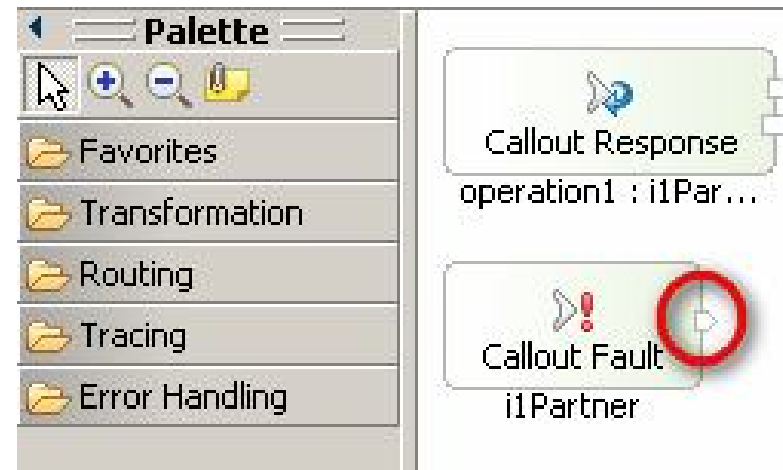 Palette
Favorites
Transformation
Routing
Tracing
Error Handling
Callout Response
operation1 : i1Par...
Callout Fault
i1Partner